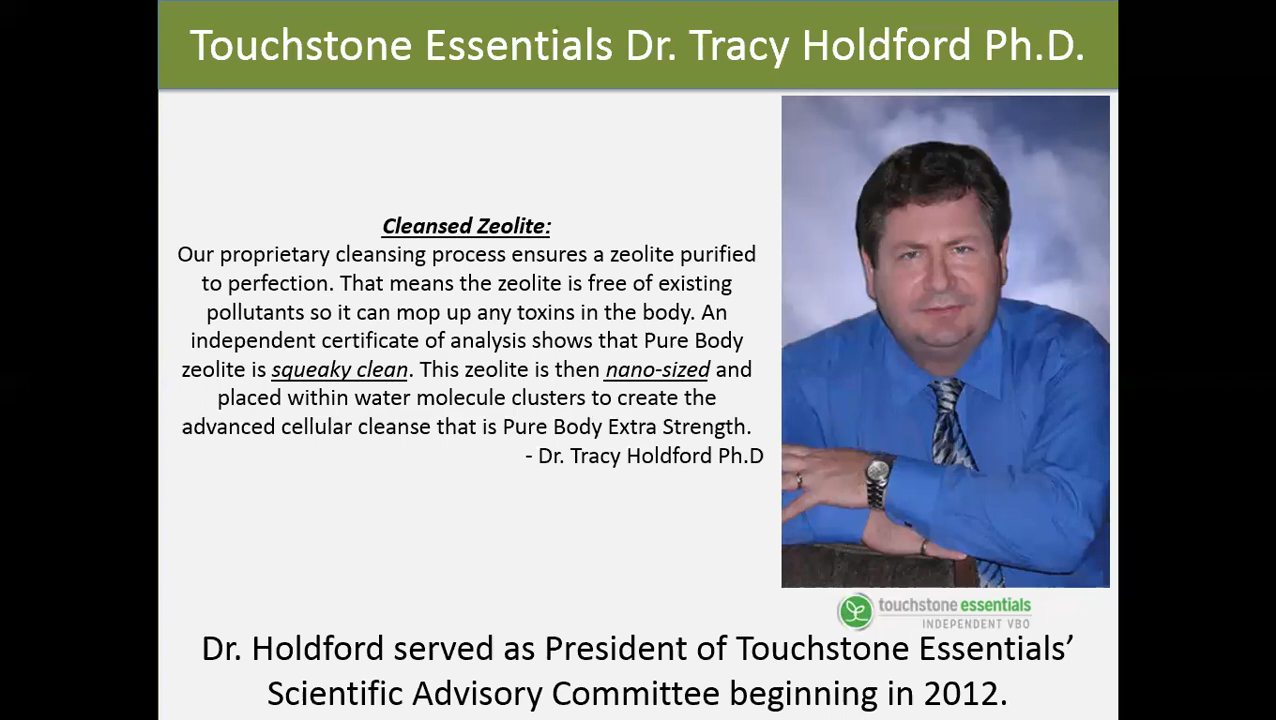 Touchstone Essentials Dr. Tracy Holdford Ph.D.
Cleansed Zeolite:
Our proprietary cleansing process ensures a zeolite purified
to perfection. That means the zeolite is free of existing
pollutants so it can mop up any toxins in the body. An
independent certificate of analysis shows that Pure Body
zeolite is squeaky clean. This zeolite is then nano-sized and
placed within water molecule clusters to create the
advanced cellular cleanse that is Pure Body Extra Strength.
- Dr. Tracy Holdford Ph.D
touchstone essentials
INDEPENDENT VBO
Dr. Holdford served as President of Touchstone Essentials’
Scientific Advisory Committee beginning in 2012.